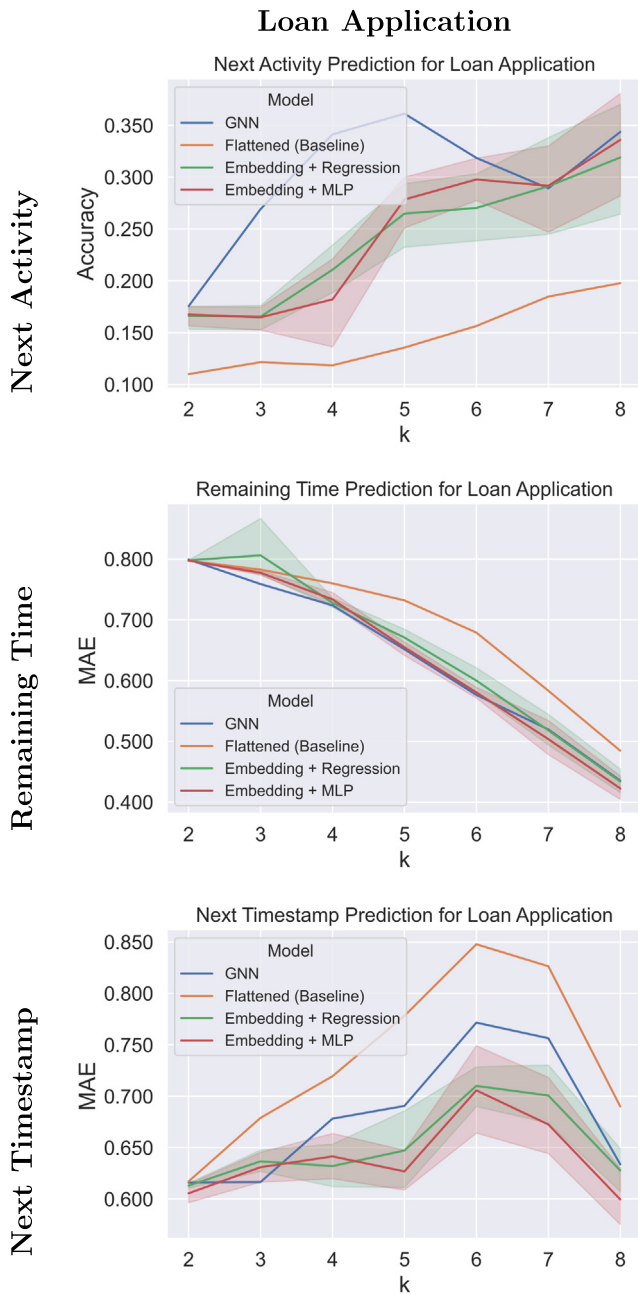 Loan Application
Next Activity
Next Activity Prediction for Loan Application
Model
GNN
Flattened (Baseline)
Embedding + Regression
Embedding + MLP
Accuracy
0.350
0.300
0.250
0.200
0.150
0.100
2 3 4 5 6 7 8
k
Remaining Time
Remaining Time Prediction for Loan Application
MAE
0.800
0.700
0.600
0.500
0.400
Model
GNN
Flattened (Baseline)
Embedding + Regression
Embedding + MLP
2 3 4 5 6 7 8
k
Next Timestamp
Next Timestamp Prediction for Loan Application
Model
GNN
Flattened (Baseline)
Embedding + Regression
Embedding + MLP
MAE
0.850
0.800
0.750
0.700
0.650
0.600
2 3 4 5 6 7 8
k